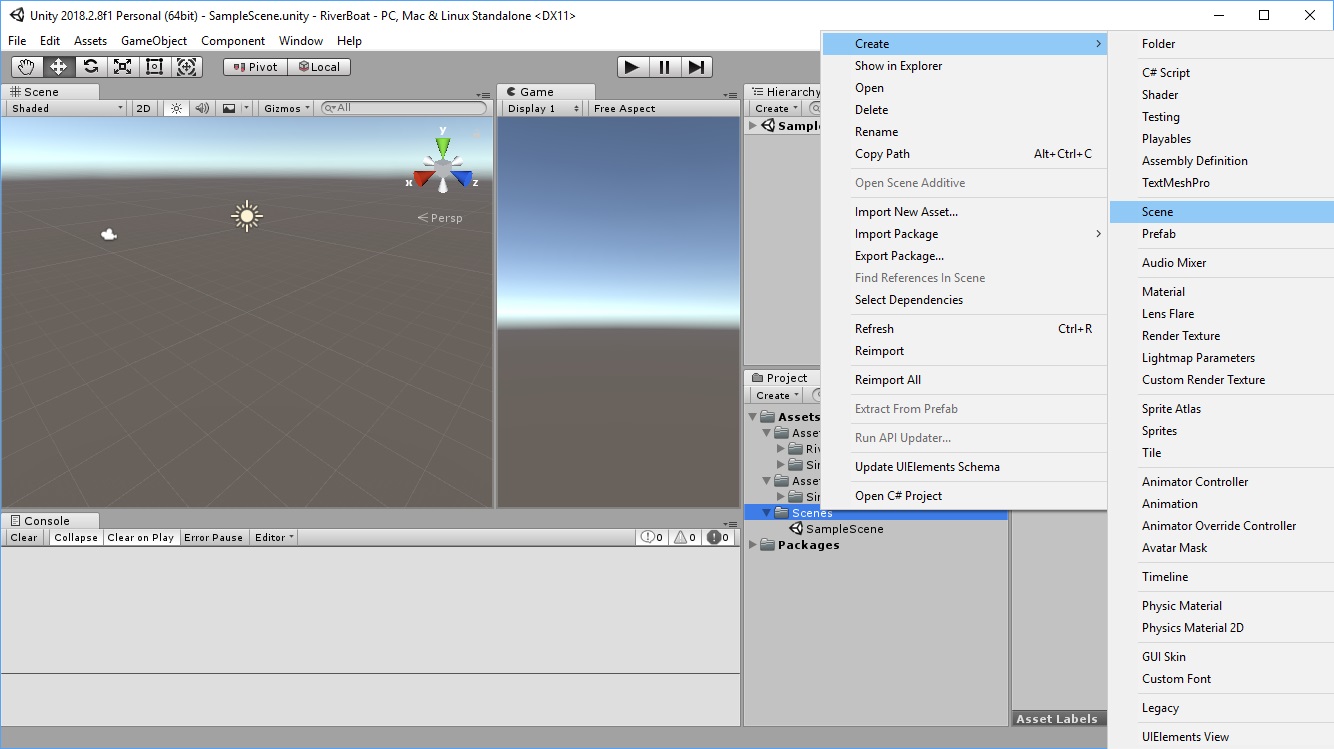 Unity 2018.2.8f1 Personal (64bit) - SampleScene.unity - RiverBoat - PC, Mac & Linux Standalone <DX11>
File Edit Assets GameObject Component Window Help
Pivot Local
Scene
Shaded 2D Gizmos All
y
x z
Persp
Game
Display 1 Free Aspect
Hierarchy
Create
Sampl
Project
Create
Assets
Asset
Riv
Sir
Asset
Sir
Scenes
SampleScene
Packages
Console
Clear Collapse Clear on Play Error Pause Editor 0 0 0
Asset Labels
Create
Show in Explorer
Open
Delete
Rename
Copy Path Alt+Ctrl+C
Open Scene Additive
Import New Asset...
Import Package
Export Package...
Find References In Scene
Select Dependencies
Refresh Ctrl+R
Reimport
Reimport All
Extract From Prefab
Run API Updater...
Update UIElements Schema
Open C# Project
Folder
C# Script
Shader
Testing
Playables
Assembly Definition
TextMeshPro
Scene
Prefab
Audio Mixer
Material
Lens Flare
Render Texture
Lightmap Parameters
Custom Render Texture
Sprite Atlas
Sprites
Tile
Animator Controller
Animation
Animator Override Controller
Avatar Mask
Timeline
Physic Material
Physics Material 2D
GUI Skin
Custom Font
Legacy
UIElements View